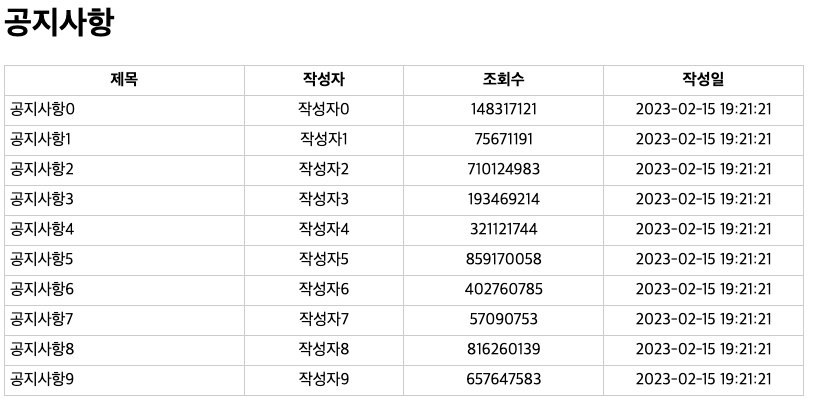 공지사항
제목 작성자 조회수 작성일
공지사항0 작성자0 148317121 2023-02-15 19:21:21
공지사항1 작성자1 75671191 2023-02-15 19:21:21
공지사항2 작성자2 710124983 2023-02-15 19:21:21
공지사항3 작성자3 193469214 2023-02-15 19:21:21
공지사항4 작성자4 321121744 2023-02-15 19:21:21
공지사항5 작성자5 859170058 2023-02-15 19:21:21
공지사항6 작성자6 402760785 2023-02-15 19:21:21
공지사항7 작성자7 57090753 2023-02-15 19:21:21
공지사항8 작성자8 816260139 2023-02-15 19:21:21
공지사항9 작성자9 657647583 2023-02-15 19:21:21